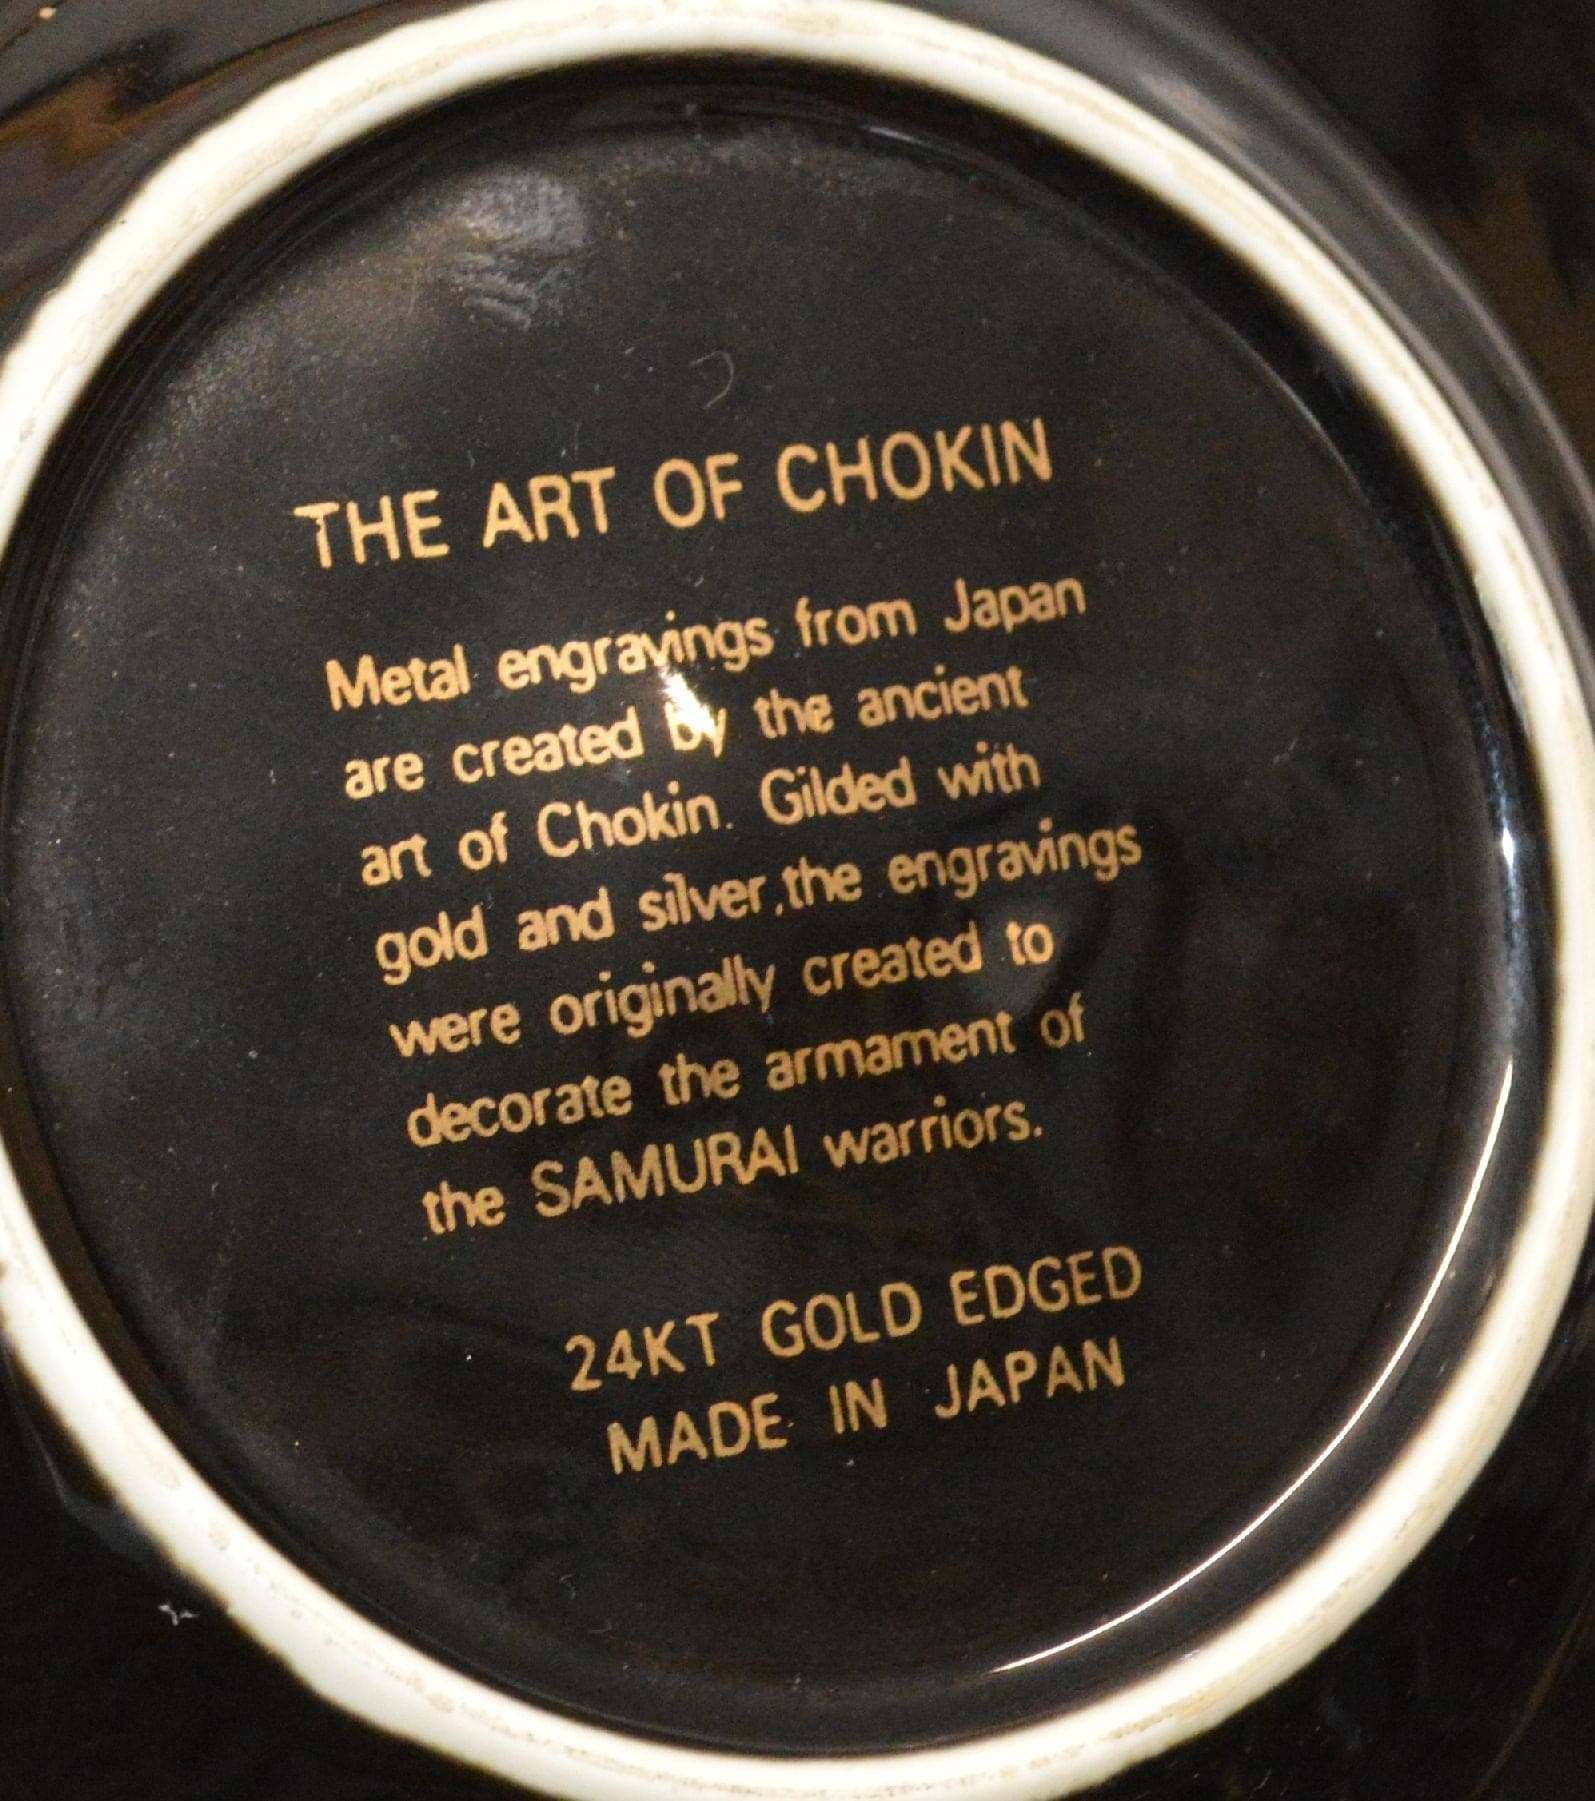 THE ART OF CHOKIN
Metal engravings from Japan
are created by the ancient
art of Chokin. Gilded with
gold and silver,the engravings
were originally created to
decorate the armament of
the SAMURAI warriors.
24KT GOLD EDGED
MADE IN JAPAN